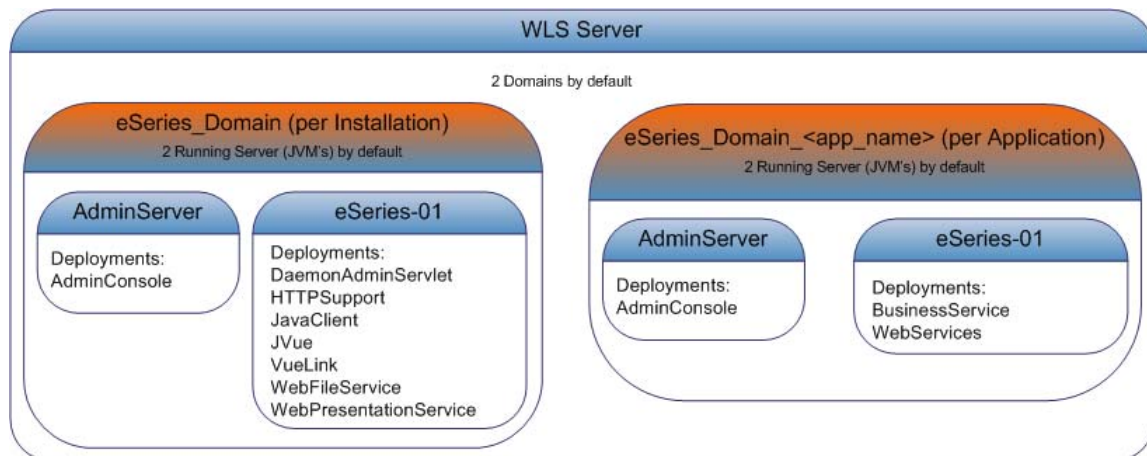 WLS Server
2 Domains by default
eSeries_Domain (per Installation)
2 Running Server (JVM's) by default
AdminServer
Deployments:
AdminConsole
eSeries-01
Deployments:
DaemonAdminServlet
HTTPSupport
JavaClient
JVue
VueLink
WebFileService
WebPresentationService
eSeries_Domain_<app_name> (per Application)
2 Running Server (JVM's) by default
AdminServer
Deployments:
AdminConsole
eSeries-01
Deployments:
BusinessService
WebServices